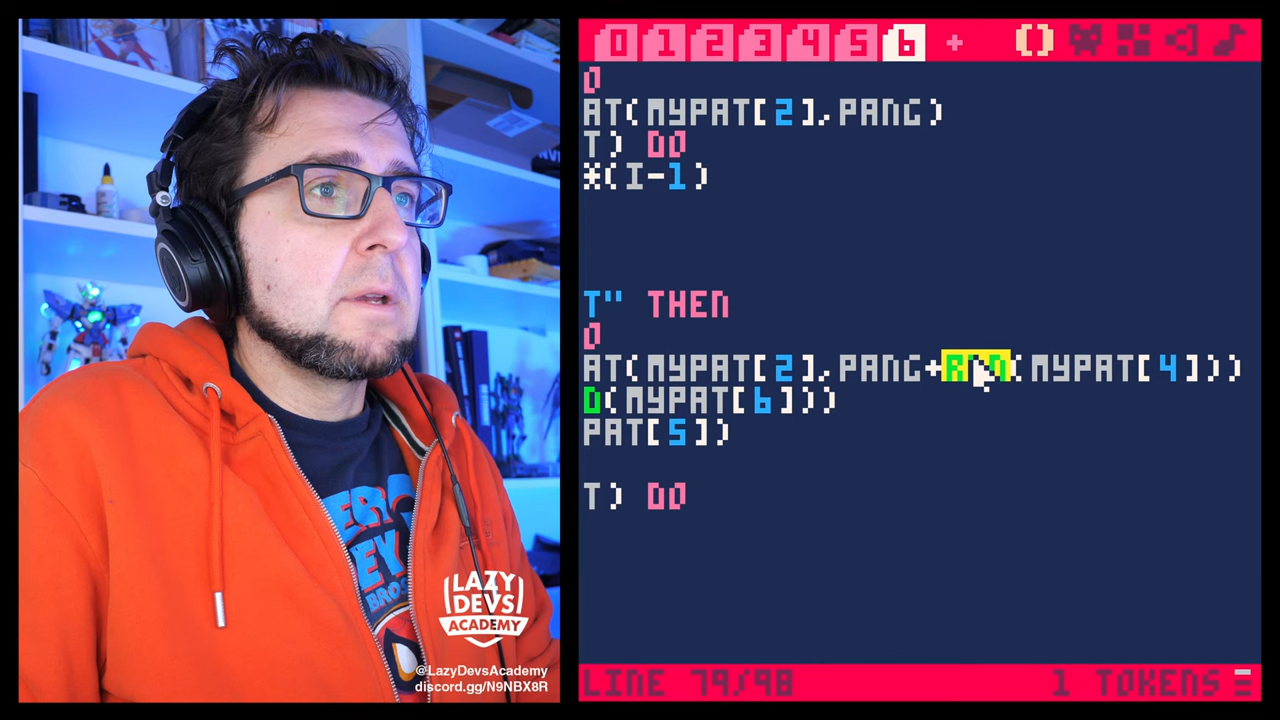 0 1 2 3 4 5 6 +
O
AT(MYPAT[2],PANG)
T) DO
*(I-1)
T" THEN
O
AT(MYPAT[2],PANG+RND(MYPAT[4]))
D(MYPAT[6]))
PAT[5])
T) DO
LINE 79/98 1 TOKENS
LAZY
DEVS
ACADEMY
@LazyDevsAcademy
discord.gg/N9NBX8R
BROS